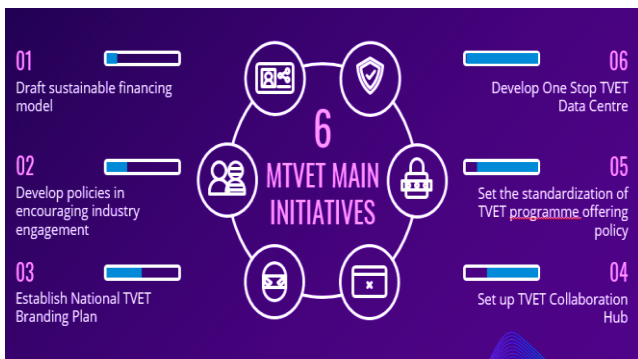 01
Draft sustainable financing
model
02
Develop policies in
encouraging industry
engagement
03
Establish National TVET
Branding Plan
6
MTVET MAIN
INITIATIVES
06
Develop One Stop TVET
Data Centre
05
Set the standardization of
TVET programme offering
policy
04
Set up TVET Collaboration
Hub